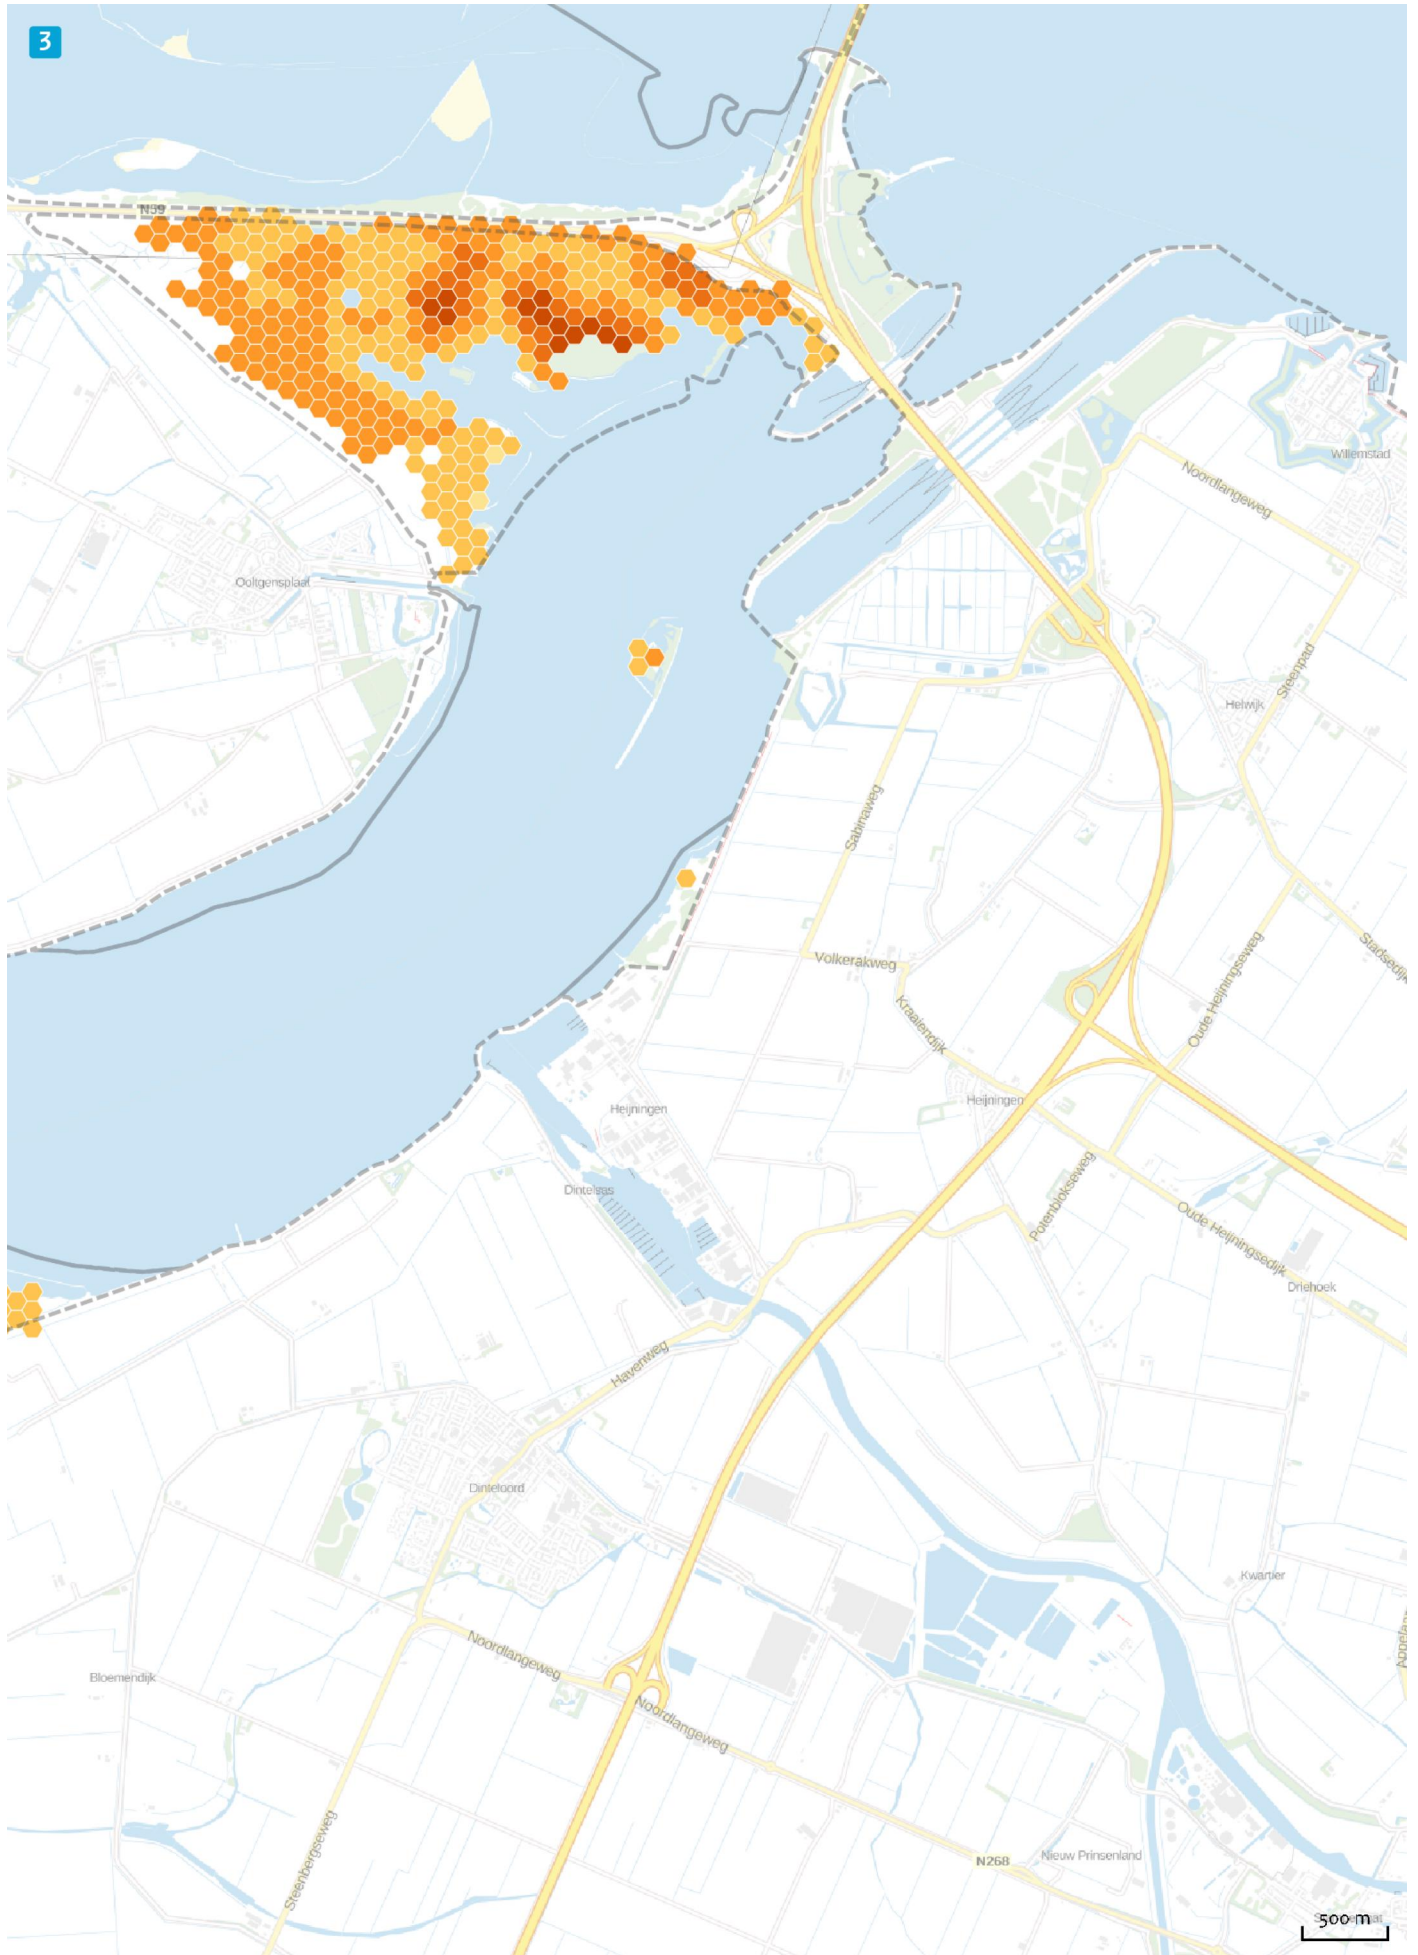 3
N59
Willemstad
Noordlangeweg
Ooltgensplaat
Steenpad
Helwijk
Sabinaweg
Stadsedijk
Volkerakweg
Oude Heijningseweg
Kraaiendijk
Heijningen
Heijningen
Potenblokseweg
Dintelsas
Oude Heijningsedijk
Driehoek
Havenweg
Dinteloord
Kwartier
Noordlangeweg
Bloemendijk
Noordlangeweg
Steenbergseweg
N268
Nieuw Prinsenland
500 m